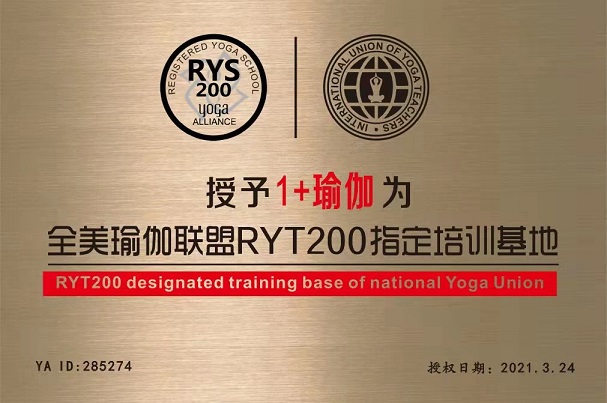 REGISTERED YOGA SCHOOL
RYS
200
yoga
ALLIANCE
INTERNATIONAL UNION OF YOGA TEACHERS
授予1+瑜伽为
全美瑜伽联盟RYT200指定培训基地
RYT200 designated training base of national Yoga Union
YA ID:285274
授权日期：2021.3.24